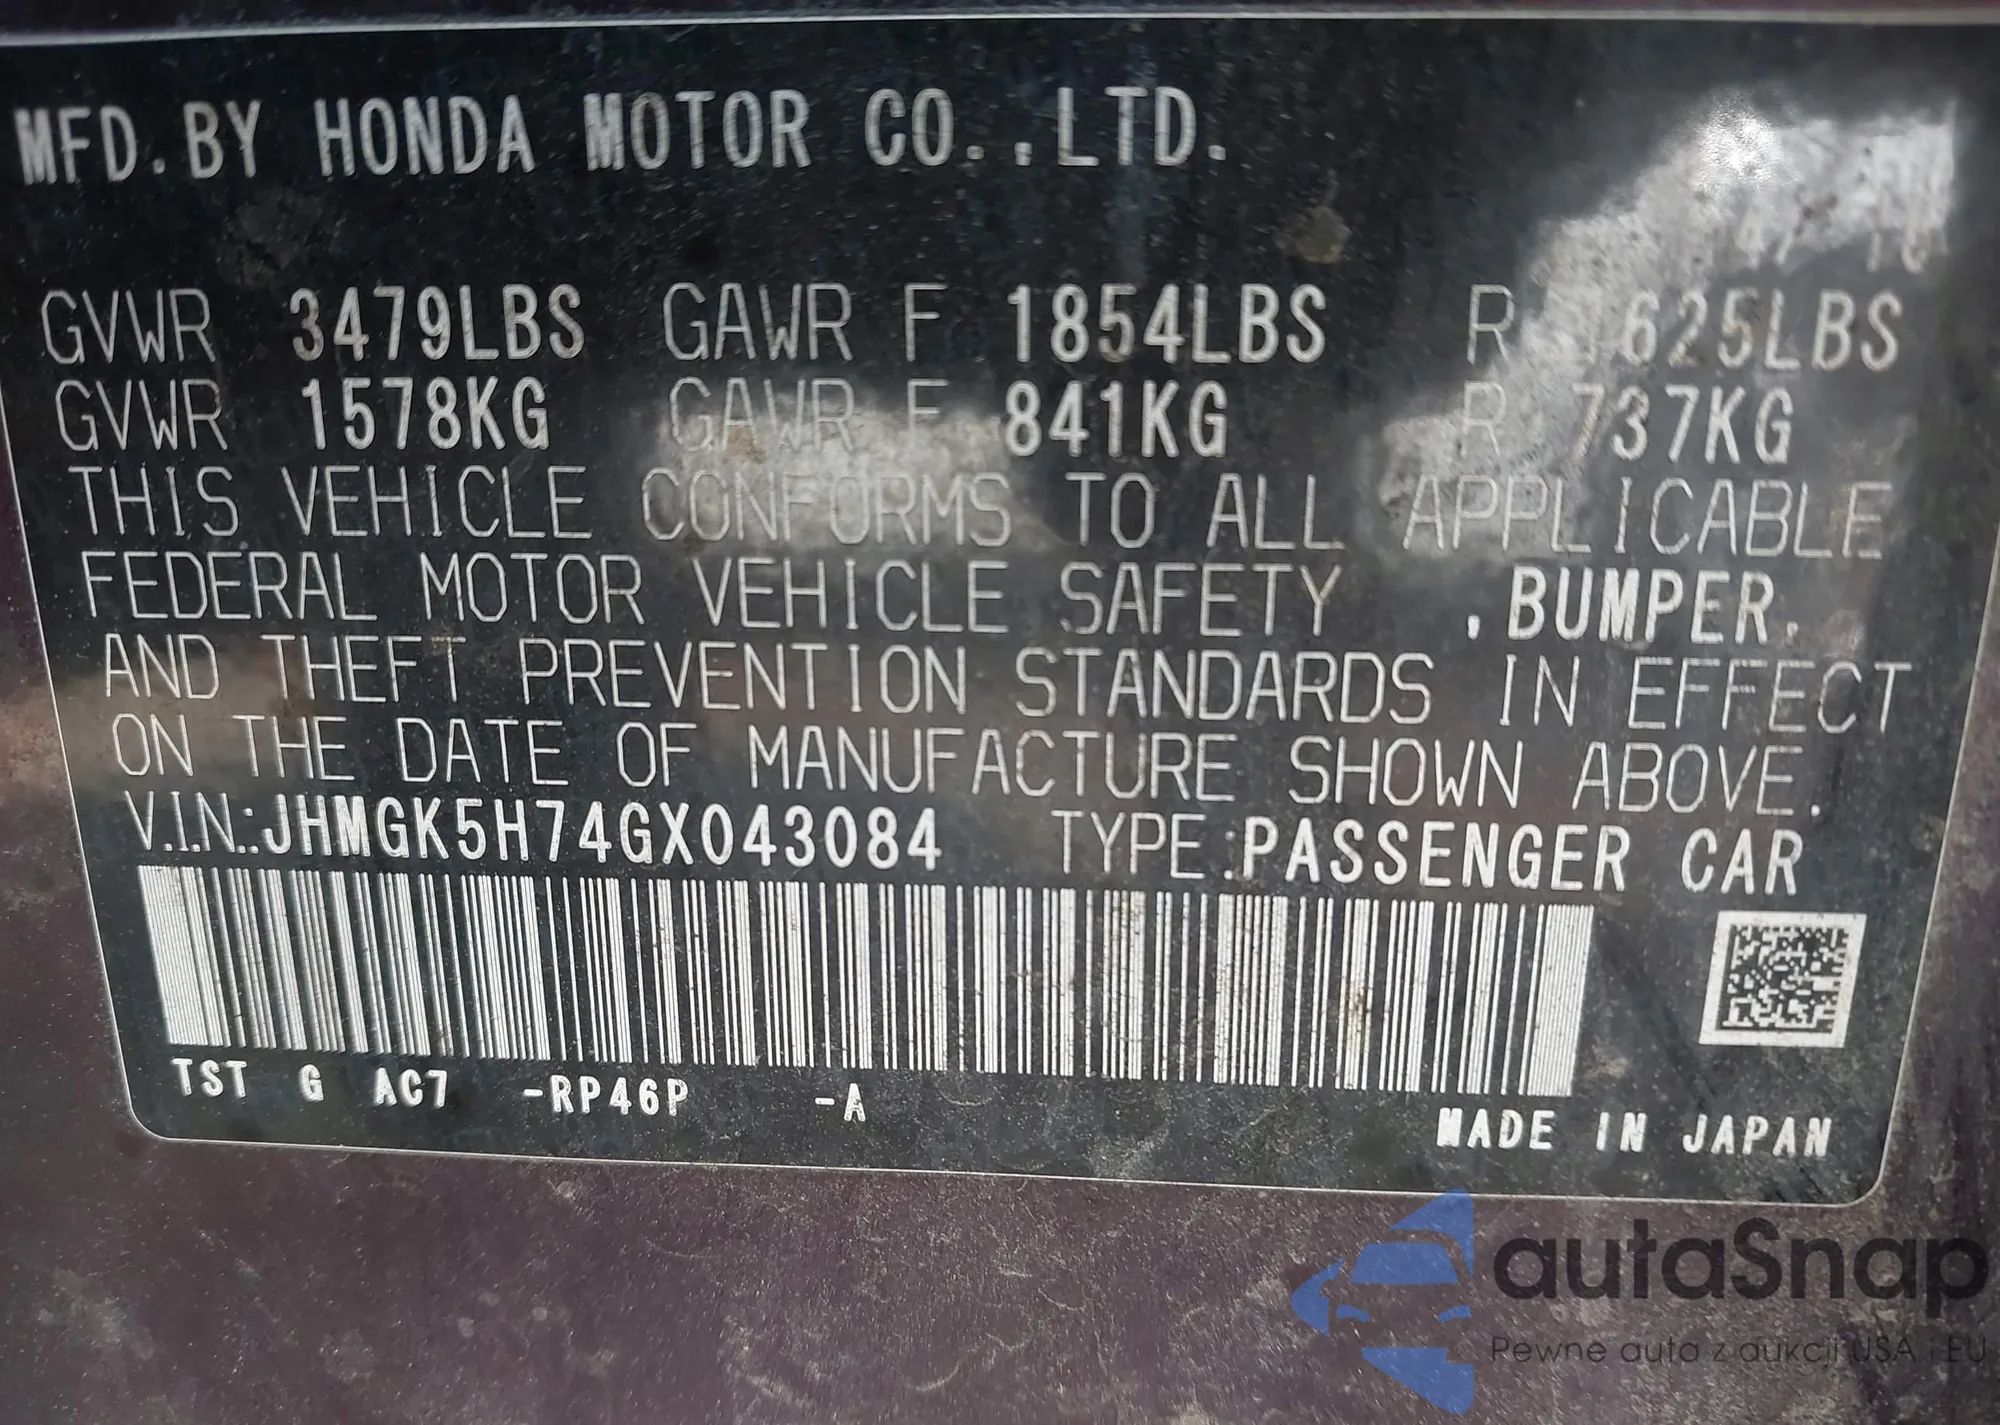 MFD.BY HONDA MOTOR CO.,LTD.
GVWR 3479LBS GAWR F 1854LBS R 1625LBS
GVWR 1578KG GAWR F 841KG R 737KG
THIS VEHICLE CONFORMS TO ALL APPLICABLE
FEDERAL MOTOR VEHICLE SAFETY ,BUMPER,
AND THEFT PREVENTION STANDARDS IN EFFECT
ON THE DATE OF MANUFACTURE SHOWN ABOVE.
V.I.N.:JHMGK5H74GX043084 TYPE:PASSENGER CAR
TST G AC7 -RP46P -A
MADE IN JAPAN
autaSnap
Pewne auta z aukcji USA i EU